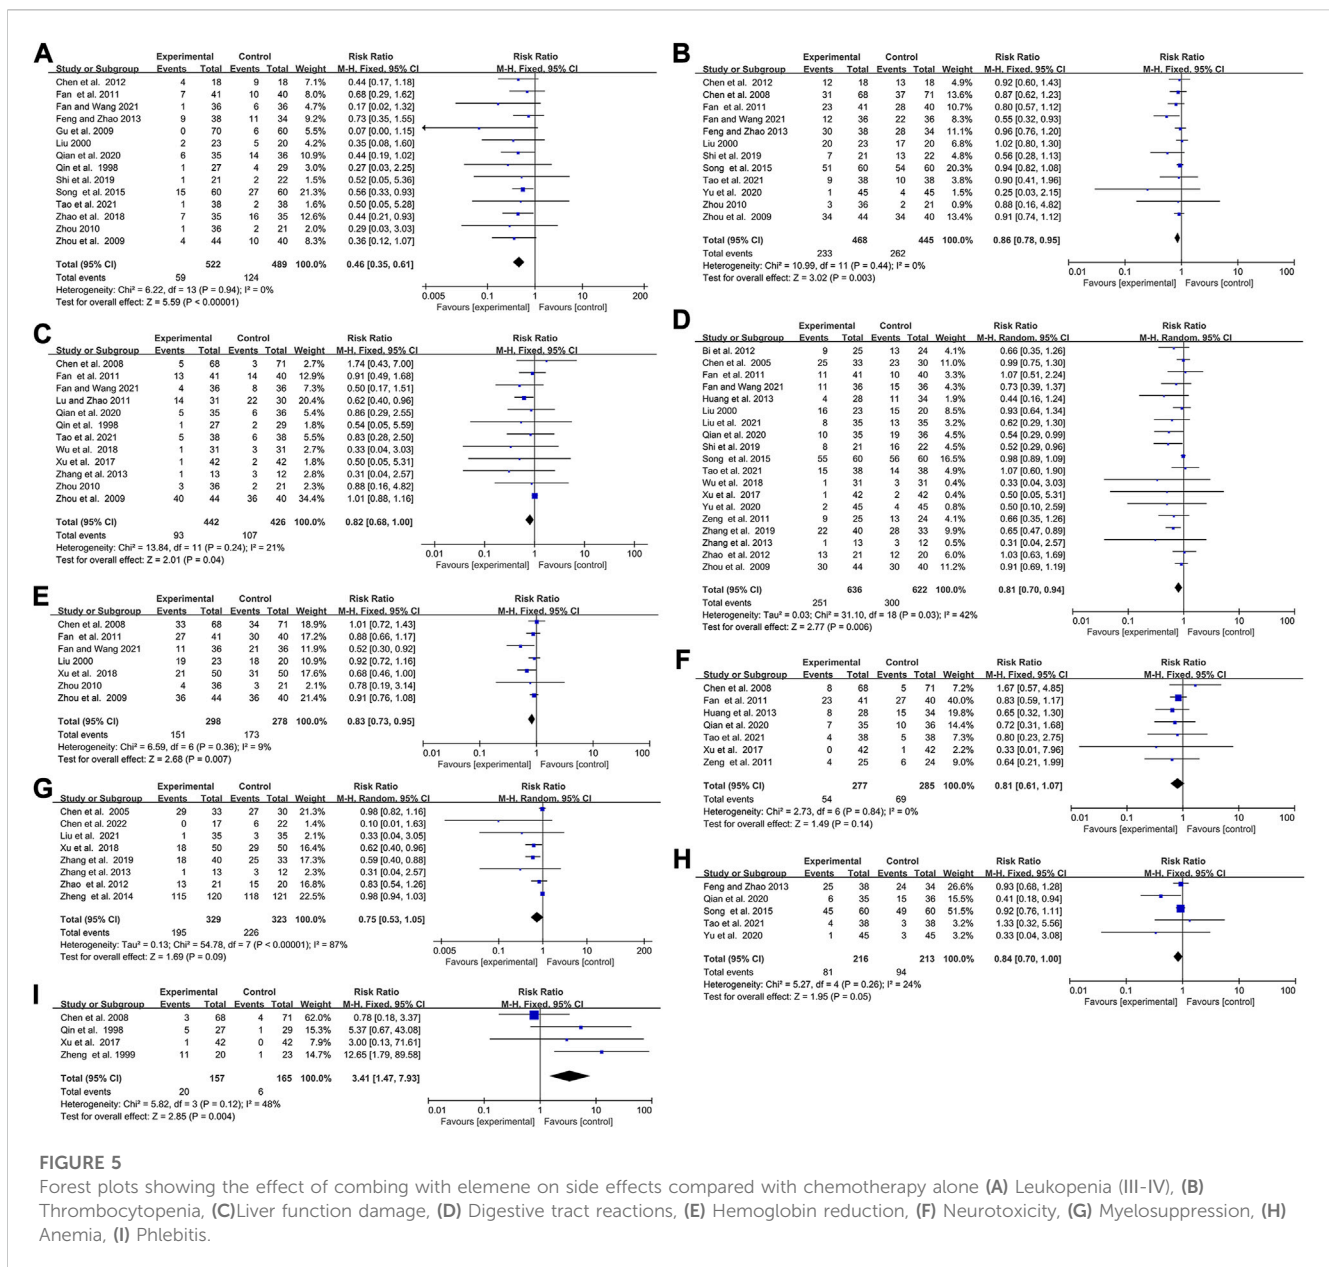 A
Experimental Control Risk Ratio Risk Ratio
Study or Subgroup Events Total Events Total Weight M-H. Fixed. 95% CI M-H. Fixed. 95% CI
Chen et al. 2012 4 18 9 18 7.1% 0.44 [0.17, 1.18]
Fan et al. 2011 7 41 10 40 8.0% 0.68 [0.29, 1.62]
Fan and Wang 2021 1 36 6 36 4.7% 0.17 [0.02, 1.32]
Feng and Zhao 2013 9 38 11 34 9.2% 0.73 [0.35, 1.55]
Gu et al. 2009 0 70 6 60 5.5% 0.07 [0.00, 1.15]
Liu 2000 2 23 5 20 4.2% 0.35 [0.08, 1.60]
Qian et al. 2020 6 35 14 36 10.9% 0.44 [0.19, 1.02]
Qin et al. 1998 1 27 4 29 3.0% 0.27 [0.03, 2.25]
Shi et al. 2019 1 21 2 22 1.5% 0.52 [0.05, 5.36]
Song et al. 2015 15 60 27 60 21.3% 0.56 [0.33, 0.93]
Tao et al. 2021 1 38 2 38 1.6% 0.50 [0.05, 5.28]
Zhao et al. 2018 7 35 16 35 12.6% 0.44 [0.21, 0.93]
Zhou 2010 1 36 2 21 2.0% 0.29 [0.03, 3.03]
Zhou et al. 2009 4 44 10 40 8.3% 0.36 [0.12, 1.07]
Total (95% CI) 522 489 100.0% 0.46 [0.35, 0.61]
Total events 59 124
Heterogeneity: Chi² = 6.22, df = 13 (P = 0.94); I² = 0%
Test for overall effect: Z = 5.59 (P < 0.00001)
0.005 0.1 1 10 200
Favours [experimental] Favours [control]
B
Experimental Control Risk Ratio Risk Ratio
Study or Subgroup Events Total Events Total Weight M-H. Fixed. 95% CI M-H. Fixed. 95% CI
Chen et al. 2012 12 18 13 18 4.9% 0.92 [0.60, 1.43]
Chen et al. 2008 31 68 37 71 13.6% 0.87 [0.62, 1.23]
Fan et al. 2011 23 41 28 40 10.7% 0.80 [0.57, 1.12]
Fan and Wang 2021 12 36 22 36 8.3% 0.55 [0.32, 0.93]
Feng and Zhao 2013 30 38 28 34 11.1% 0.96 [0.76, 1.20]
Liu 2000 20 23 17 20 6.8% 1.02 [0.80, 1.30]
Shi et al. 2019 7 21 13 22 4.8% 0.56 [0.28, 1.13]
Song et al. 2015 51 60 54 60 20.3% 0.94 [0.82, 1.08]
Tao et al. 2021 9 38 10 38 3.8% 0.90 [0.41, 1.96]
Yu et al. 2020 1 45 4 45 1.5% 0.25 [0.03, 2.15]
Zhou 2010 3 36 2 21 0.9% 0.88 [0.16, 4.82]
Zhou et al. 2009 34 44 34 40 13.4% 0.91 [0.74, 1.12]
Total (95% CI) 468 445 100.0% 0.86 [0.78, 0.95]
Total events 233 262
Heterogeneity: Chi² = 10.99, df = 11 (P = 0.44); I² = 0%
Test for overall effect: Z = 3.02 (P = 0.003)
0.01 0.1 1 10 100
Favours [experimental] Favours [control]
C
Experimental Control Risk Ratio Risk Ratio
Study or Subgroup Events Total Events Total Weight M-H. Fixed. 95% CI M-H. Fixed. 95% CI
Chen et al. 2008 5 68 3 71 2.7% 1.74 [0.43, 7.00]
Fan et al. 2011 13 41 14 40 12.9% 0.91 [0.49, 1.68]
Fan and Wang 2021 4 36 8 36 7.3% 0.50 [0.17, 1.51]
Lu and Zhao 2011 14 31 22 30 20.4% 0.62 [0.40, 0.96]
Qian et al. 2020 5 35 6 36 5.4% 0.86 [0.29, 2.55]
Qin et al. 1998 1 27 2 29 1.8% 0.54 [0.05, 5.59]
Tao et al. 2021 5 38 6 38 5.5% 0.83 [0.28, 2.50]
Wu et al. 2018 1 31 3 31 2.7% 0.33 [0.04, 3.03]
Xu et al. 2017 1 42 2 42 1.8% 0.50 [0.05, 5.31]
Zhang et al. 2013 1 13 3 12 2.8% 0.31 [0.04, 2.57]
Zhou 2010 3 36 2 21 2.3% 0.88 [0.16, 4.82]
Zhou et al. 2009 40 44 36 40 34.4% 1.01 [0.88, 1.16]
Total (95% CI) 442 426 100.0% 0.82 [0.68, 1.00]
Total events 93 107
Heterogeneity: Chi² = 13.84, df = 11 (P = 0.24); I² = 21%
Test for overall effect: Z = 2.01 (P = 0.04)
0.01 0.1 1 10 100
Favours [experimental] Favours [control]
D
Experimental Control Risk Ratio Risk Ratio
Study or Subgroup Events Total Events Total Weight M-H. Random. 95% CI M-H. Random. 95% CI
Bi et al. 2012 9 25 13 24 4.1% 0.66 [0.35, 1.26]
Chen et al. 2005 25 33 23 30 11.0% 0.99 [0.75, 1.30]
Fan et al. 2011 11 41 10 40 3.2% 1.07 [0.51, 2.24]
Fan and Wang 2021 11 36 15 36 4.2% 0.73 [0.39, 1.37]
Huang et al. 2013 4 28 11 34 1.9% 0.44 [0.16, 1.24]
Liu 2000 16 23 15 20 8.6% 0.93 [0.64, 1.34]
Liu et al. 2021 8 35 13 35 3.2% 0.62 [0.29, 1.30]
Qian et al. 2020 10 35 19 36 4.5% 0.54 [0.29, 0.99]
Shi et al. 2019 8 21 16 22 4.7% 0.52 [0.29, 0.96]
Song et al. 2015 55 60 56 60 16.5% 0.98 [0.89, 1.09]
Tao et al. 2021 15 38 14 38 4.7% 1.07 [0.60, 1.90]
Wu et al. 2018 1 31 3 31 0.5% 0.33 [0.04, 3.03]
Xu et al. 2017 1 42 2 42 0.4% 0.50 [0.05, 5.31]
Yu et al. 2020 2 45 4 45 0.8% 0.50 [0.10, 2.59]
Zeng et al. 2011 9 25 13 24 4.1% 0.66 [0.35, 1.26]
Zhang et al. 2019 22 40 28 33 9.7% 0.65 [0.47, 0.89]
Zhang et al. 2013 1 13 3 12 0.5% 0.31 [0.04, 2.57]
Zhao et al. 2012 13 21 12 20 6.0% 1.03 [0.63, 1.69]
Zhou et al. 2009 30 44 30 40 11.2% 0.91 [0.69, 1.19]
Total (95% CI) 636 622 100.0% 0.81 [0.70, 0.94]
Total events 251 300
Heterogeneity: Tau² = 0.03; Chi² = 31.10, df = 18 (P = 0.03); I² = 42%
Test for overall effect: Z = 2.77 (P = 0.006)
0.01 0.1 1 10 100
Favours [experimental] Favours [control]
E
Experimental Control Risk Ratio Risk Ratio
Study or Subgroup Events Total Events Total Weight M-H. Fixed. 95% CI M-H. Fixed. 95% CI
Chen et al. 2008 33 68 34 71 18.9% 1.01 [0.72, 1.43]
Fan et al. 2011 27 41 30 40 17.2% 0.88 [0.66, 1.17]
Fan and Wang 2021 11 36 21 36 11.9% 0.52 [0.30, 0.92]
Liu 2000 19 23 18 20 10.9% 0.92 [0.72, 1.16]
Xu et al. 2018 21 50 31 50 17.6% 0.68 [0.46, 1.00]
Zhou 2010 4 36 3 21 2.1% 0.78 [0.19, 3.14]
Zhou et al. 2009 36 44 36 40 21.4% 0.91 [0.76, 1.08]
Total (95% CI) 298 278 100.0% 0.83 [0.73, 0.95]
Total events 151 173
Heterogeneity: Chi² = 6.59, df = 6 (P = 0.36); I² = 9%
Test for overall effect: Z = 2.68 (P = 0.007)
0.01 0.1 1 10 100
Favours [experimental] Favours [control]
F
Experimental Control Risk Ratio Risk Ratio
Study or Subgroup Events Total Events Total Weight M-H. Fixed. 95% CI M-H. Fixed. 95% CI
Chen et al. 2008 8 68 5 71 7.2% 1.67 [0.57, 4.85]
Fan et al. 2011 23 41 27 40 40.0% 0.83 [0.59, 1.17]
Huang et al. 2013 8 28 15 34 19.8% 0.65 [0.32, 1.30]
Qian et al. 2020 7 35 10 36 14.4% 0.72 [0.31, 1.68]
Tao et al. 2021 4 38 5 38 7.3% 0.80 [0.23, 2.75]
Xu et al. 2017 0 42 1 42 2.2% 0.33 [0.01, 7.96]
Zeng et al. 2011 4 25 6 24 9.0% 0.64 [0.21, 1.99]
Total (95% CI) 277 285 100.0% 0.81 [0.61, 1.07]
Total events 54 69
Heterogeneity: Chi² = 2.73, df = 6 (P = 0.84); I² = 0%
Test for overall effect: Z = 1.49 (P = 0.14)
0.01 0.1 1 10 100
Favours [experimental] Favours [control]
G
Experimental Control Risk Ratio Risk Ratio
Study or Subgroup Events Total Events Total Weight M-H. Random. 95% CI M-H. Random. 95% CI
Chen et al. 2005 29 33 27 30 21.3% 0.98 [0.82, 1.16]
Chen et al. 2022 0 17 6 22 1.4% 0.10 [0.01, 1.63]
Liu et al. 2021 1 35 3 35 2.1% 0.33 [0.04, 3.05]
Xu et al. 2018 18 50 29 50 16.4% 0.62 [0.40, 0.96]
Zhang et al. 2019 18 40 25 33 17.3% 0.59 [0.40, 0.88]
Zhang et al. 2013 1 13 3 12 2.3% 0.31 [0.04, 2.57]
Zhao et al. 2012 13 21 15 20 16.8% 0.83 [0.54, 1.26]
Zheng et al. 2014 115 120 118 121 22.5% 0.98 [0.94, 1.03]
Total (95% CI) 329 323 100.0% 0.75 [0.53, 1.05]
Total events 195 226
Heterogeneity: Tau² = 0.13; Chi² = 54.78, df = 7 (P < 0.00001); I² = 87%
Test for overall effect: Z = 1.69 (P = 0.09)
0.005 0.1 1 10 200
Favours [experimental] Favours [control]
H
Experimental Control Risk Ratio Risk Ratio
Study or Subgroup Events Total Events Total Weight M-H. Fixed. 95% CI M-H. Fixed. 95% CI
Feng and Zhao 2013 25 38 24 34 26.6% 0.93 [0.68, 1.28]
Qian et al. 2020 6 35 15 36 15.5% 0.41 [0.18, 0.94]
Song et al. 2015 45 60 49 60 51.5% 0.92 [0.76, 1.11]
Tao et al. 2021 4 38 3 38 3.2% 1.33 [0.32, 5.56]
Yu et al. 2020 1 45 3 45 3.2% 0.33 [0.04, 3.08]
Total (95% CI) 216 213 100.0% 0.84 [0.70, 1.00]
Total events 81 94
Heterogeneity: Chi² = 5.27, df = 4 (P = 0.26); I² = 24%
Test for overall effect: Z = 1.95 (P = 0.05)
0.01 0.1 1 10 100
Favours [experimental] Favours [control]
I
Experimental Control Risk Ratio Risk Ratio
Study or Subgroup Events Total Events Total Weight M-H. Fixed. 95% CI M-H. Fixed. 95% CI
Chen et al. 2008 3 68 4 71 62.0% 0.78 [0.18, 3.37]
Qin et al. 1998 5 27 1 29 15.3% 5.37 [0.67, 43.08]
Xu et al. 2017 1 42 0 42 7.9% 3.00 [0.13, 71.61]
Zheng et al. 1999 11 20 1 23 14.7% 12.65 [1.79, 89.58]
Total (95% CI) 157 165 100.0% 3.41 [1.47, 7.93]
Total events 20 6
Heterogeneity: Chi² = 5.82, df = 3 (P = 0.12); I² = 48%
Test for overall effect: Z = 2.85 (P = 0.004)
0.01 0.1 1 10 100
Favours [experimental] Favours [control]
FIGURE 5
Forest plots showing the effect of combing with elemene on side effects compared with chemotherapy alone (A) Leukopenia (III-IV), (B)
Thrombocytopenia, (C)Liver function damage, (D) Digestive tract reactions, (E) Hemoglobin reduction, (F) Neurotoxicity, (G) Myelosuppression, (H)
Anemia, (I) Phlebitis.